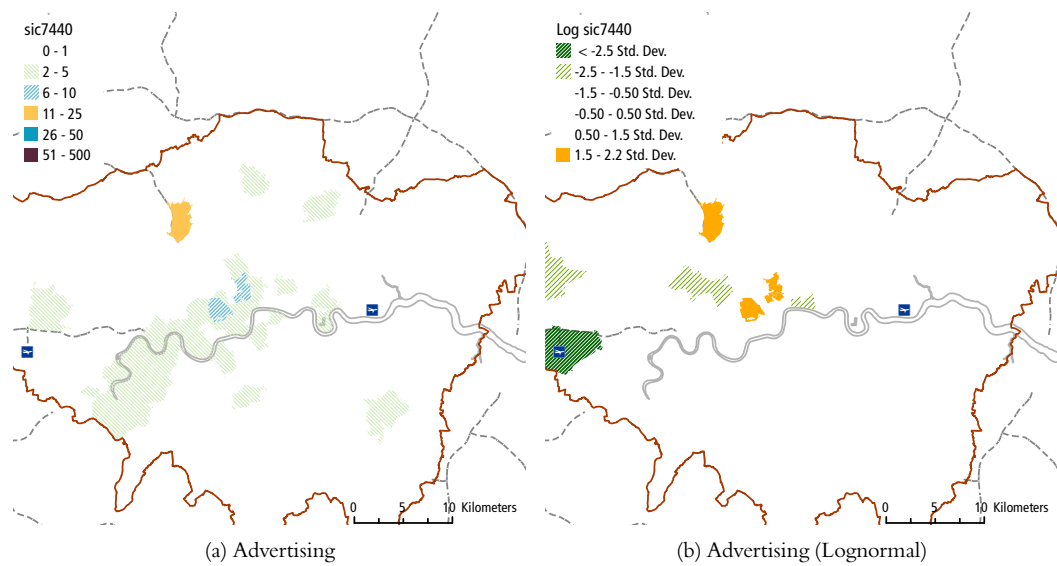 sic7440
0 - 1
2 - 5
6 - 10
11 - 25
26 - 50
51 - 500
0 5 10 Kilometers
(a) Advertising
Log sic7440
< -2.5 Std. Dev.
-2.5 - -1.5 Std. Dev.
-1.5 - -0.50 Std. Dev.
-0.50 - 0.50 Std. Dev.
0.50 - 1.5 Std. Dev.
1.5 - 2.2 Std. Dev.
0 5 10 Kilometers
(b) Advertising (Lognormal)